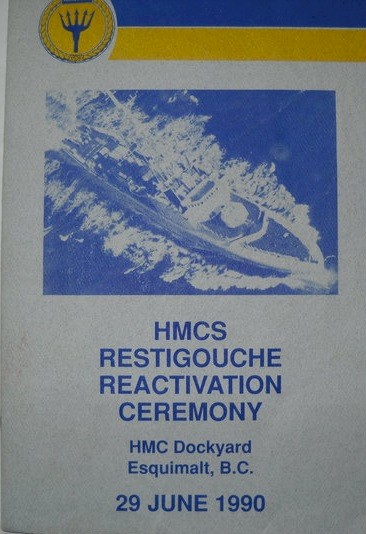 HMCS
RESTIGOUCHE
REACTIVATION
CEREMONY
HMC Dockyard
Esquimalt, B.C.
29 JUNE 1990